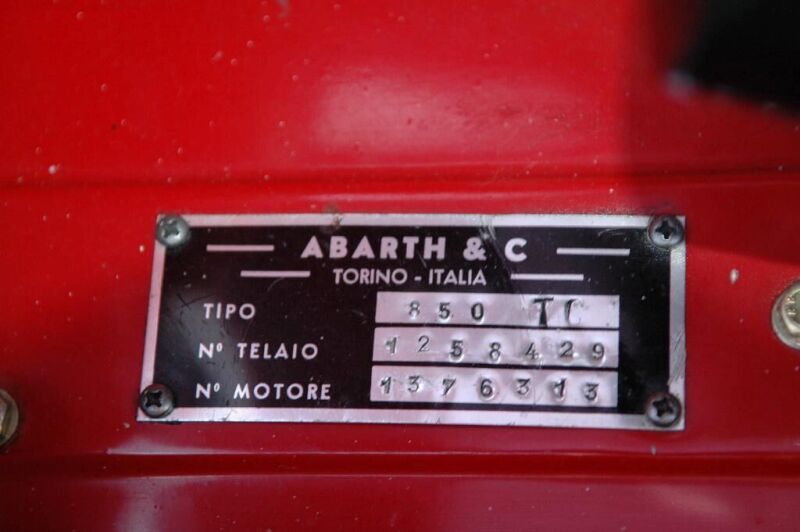 ABARTH & C
TORINO - ITALIA
TIPO 850 TC
Nº TELAIO 1258429
Nº MOTORE 1376313